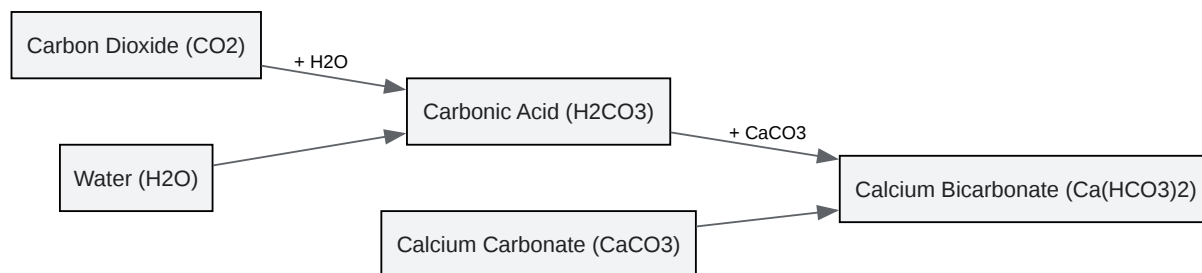 Carbon Dioxide (CO2)
+ H2O
Carbonic Acid (H2CO3)
Water (H2O)
+ CaCO3
Calcium Bicarbonate (Ca(HCO3)2)
Calcium Carbonate (CaCO3)